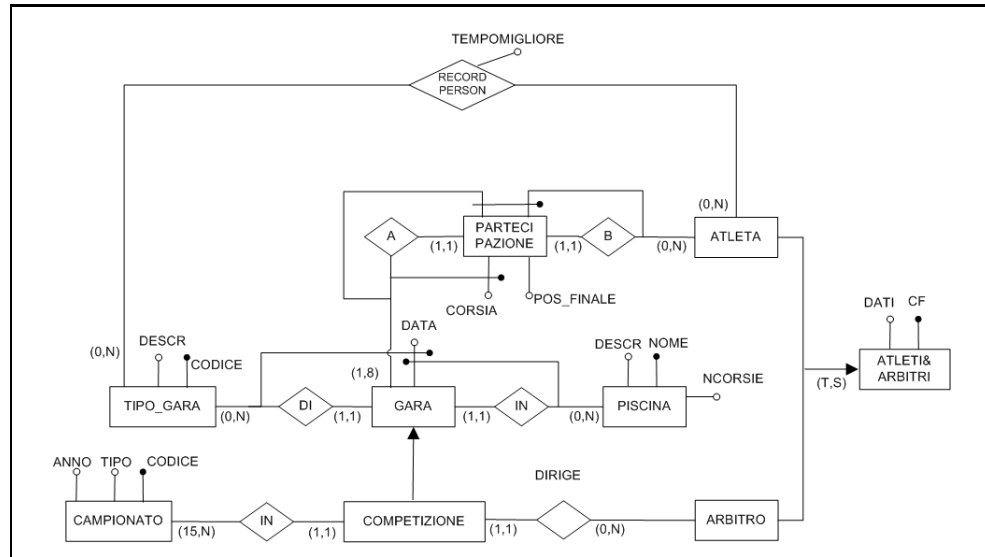 TEMPOMIGLIORE
RECORD
PERSON
(0,N)
A
(1,1)
PARTECI
PAZIONE
(1,1)
B
(0,N)
ATLETA
CORSIA
POS_FINALE
DATI
CF
ATLETI&
ARBITRI
(T,S)
(0,N)
DESCR
CODICE
DATA
(1,8)
DESCR
NOME
NCORSIE
TIPO_GARA
(0,N)
DI
(1,1)
GARA
(1,1)
IN
(0,N)
PISCINA
ANNO
TIPO
CODICE
DIRIGE
CAMPIONATO
(15,N)
IN
(1,1)
COMPETIZIONE
(1,1)
(0,N)
ARBITRO